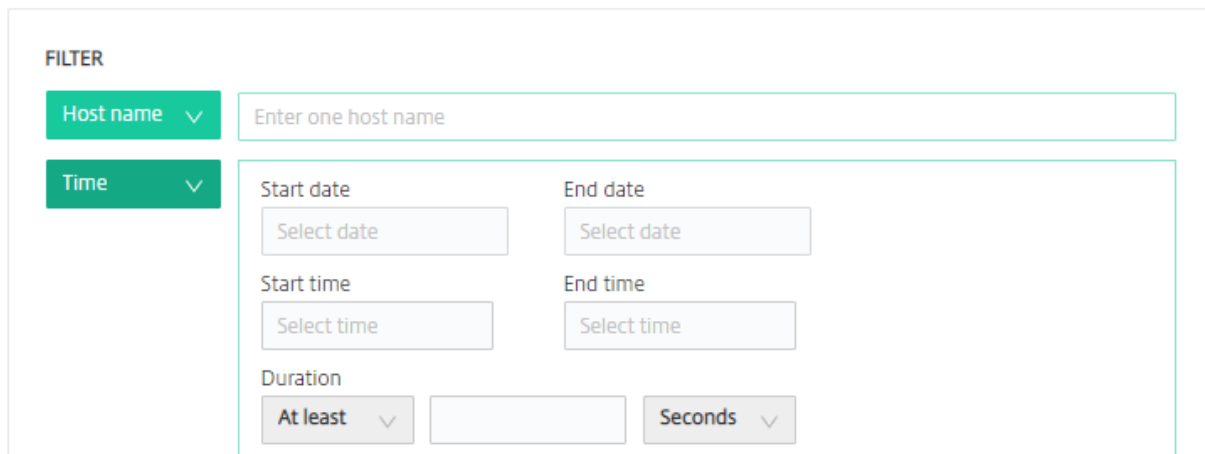 FILTER
Host name Enter one host name
Time
Start date End date
Select date Select date
Start time End time
Select time Select time
Duration
At least Seconds